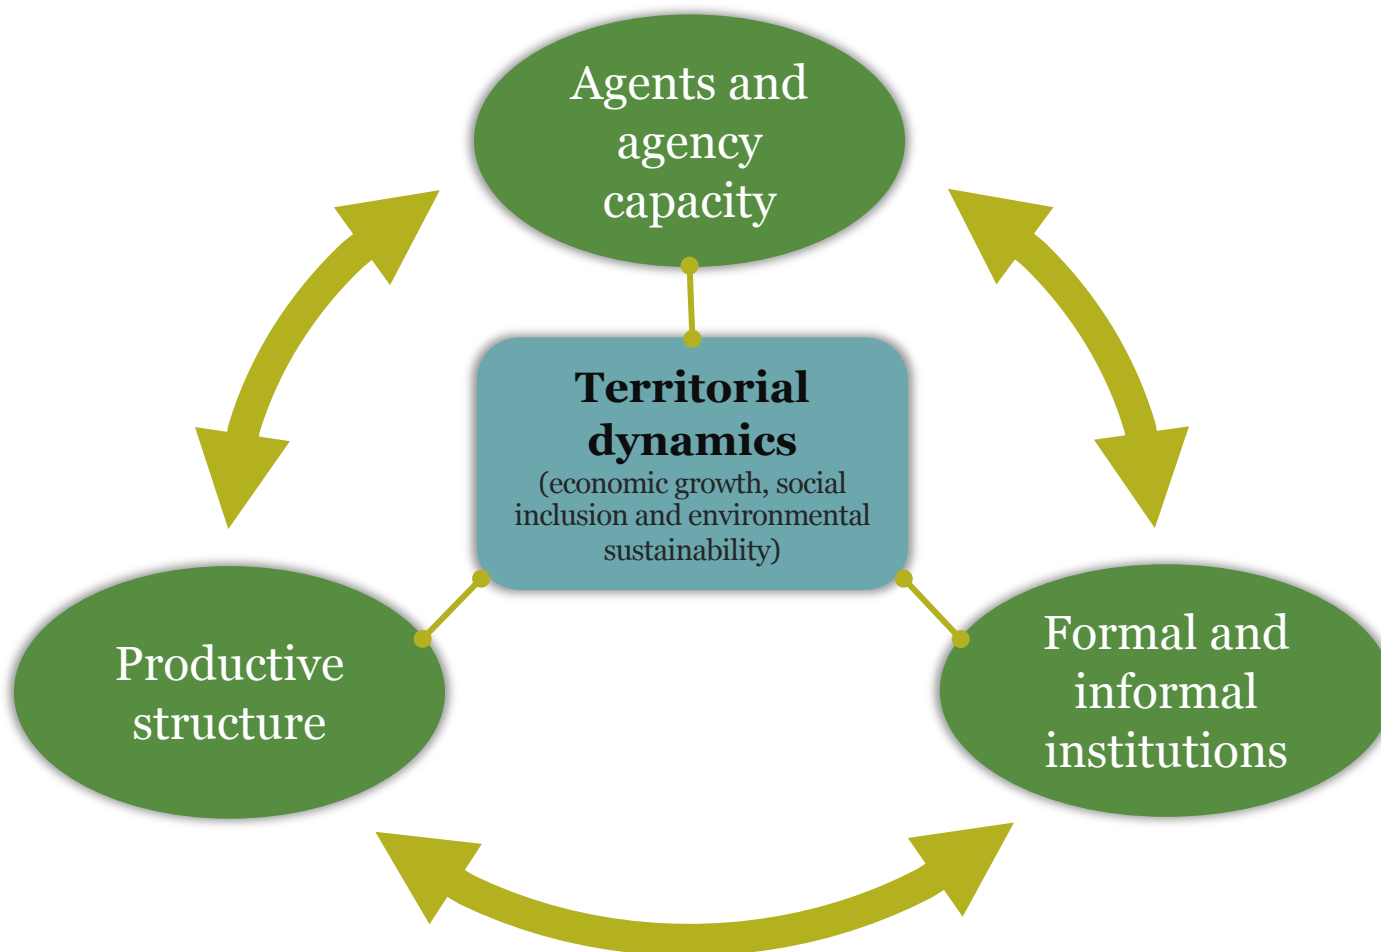 Agents and
agency
capacity
Territorial
dynamics
(economic growth, social
inclusion and environmental
sustainability)
Productive
structure
Formal and
informal
institutions